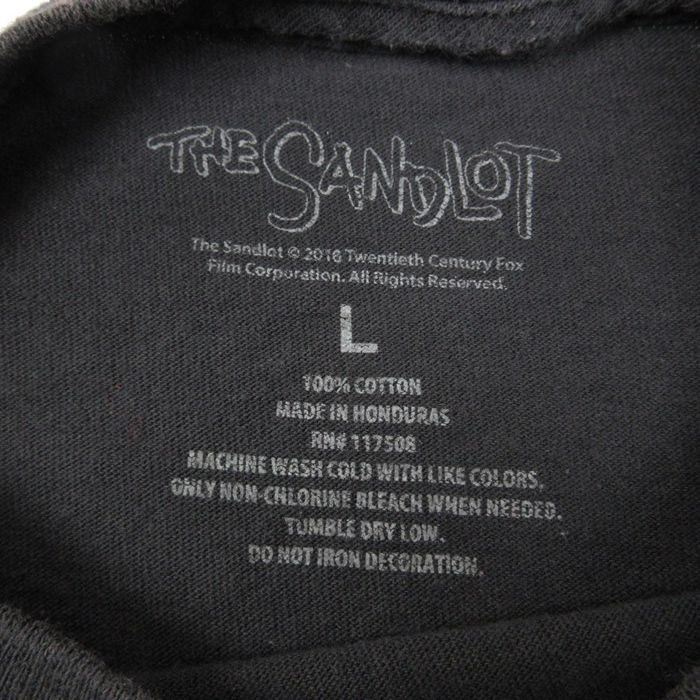 THE SANDLOT
The Sandlot © 2016 Twentieth Century Fox
Film Corporation. All Rights Reserved.
L
100% COTTON
MADE IN HONDURAS
RN# 117508
MACHINE WASH COLD WITH LIKE COLORS.
ONLY NON-CHLORINE BLEACH WHEN NEEDED.
TUMBLE DRY LOW.
DO NOT IRON DECORATION.